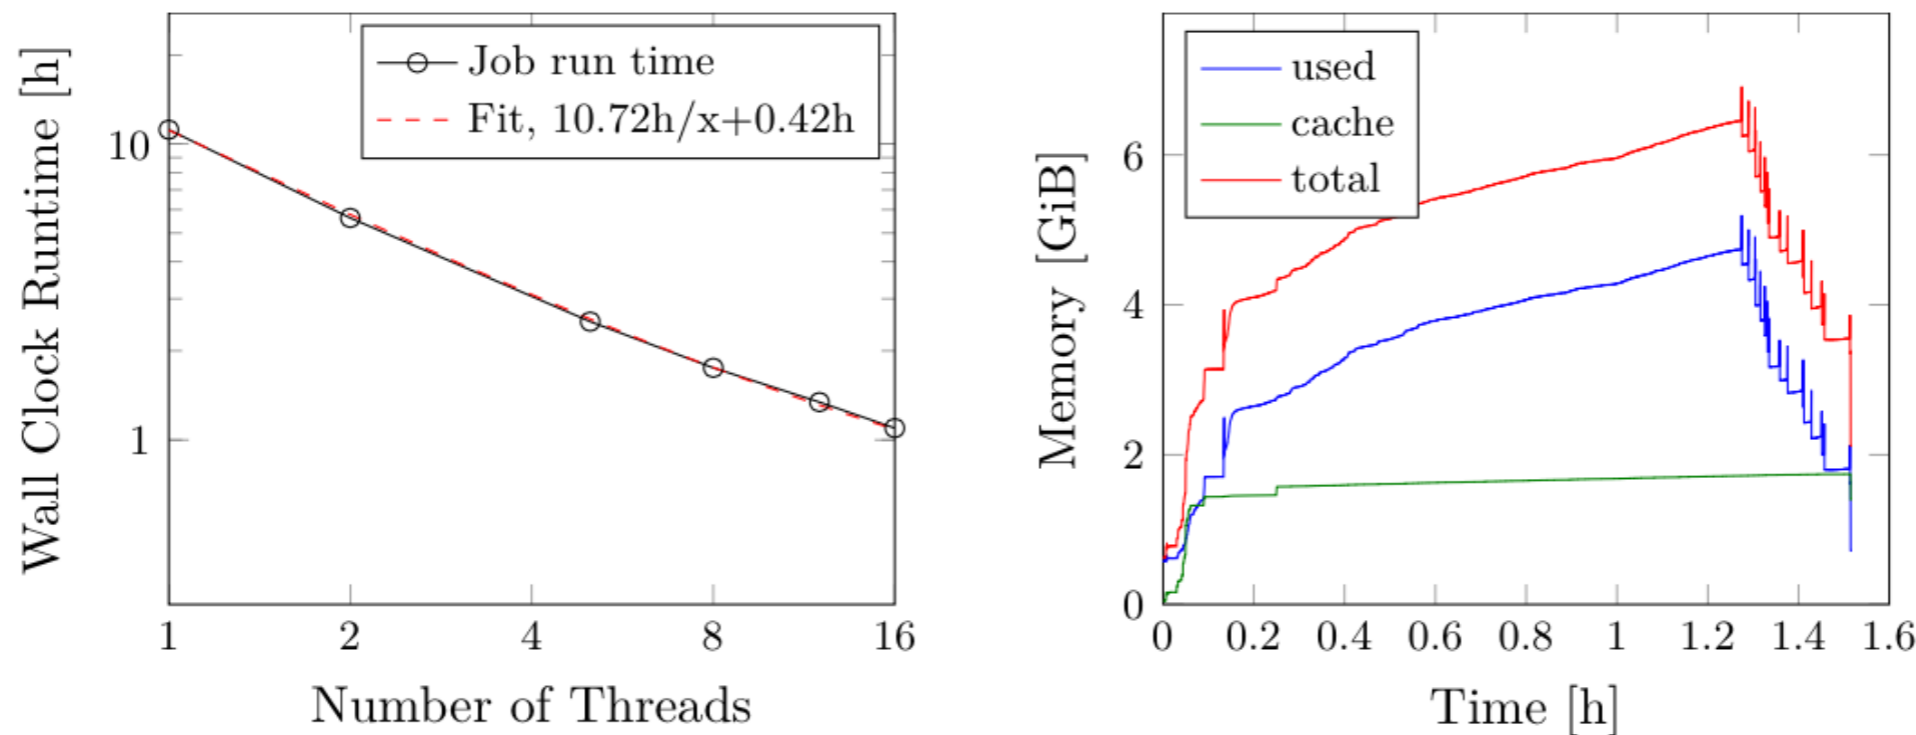 Wall Clock Runtime [h]
10
1
Job run time
Fit, 10.72h/x+0.42h
1 2 4 8 16
Number of Threads
Memory [GiB]
6
4
2
0
used
cache
total
0 0.2 0.4 0.6 0.8 1 1.2 1.4 1.6
Time [h]